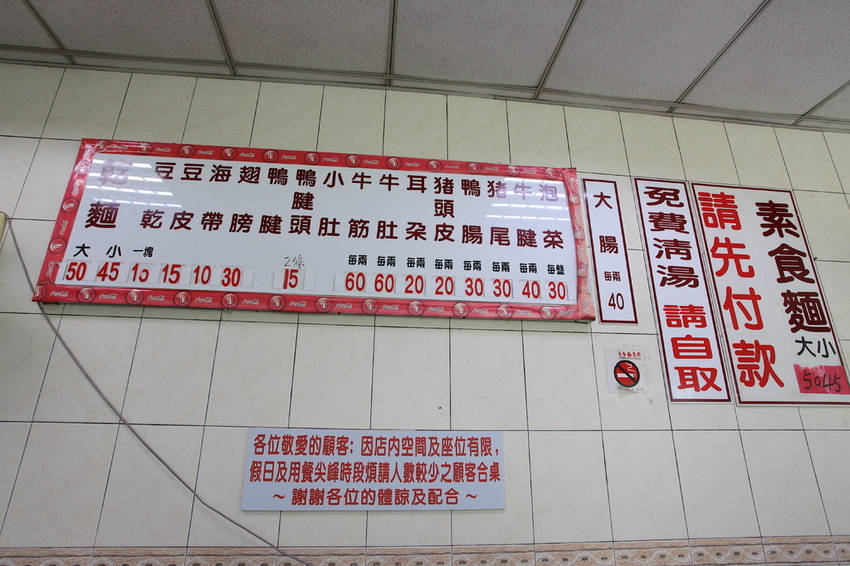 乾麵
豆乾
豆皮
海帶
翅膀
鴨腱
鴨腱頭
小肚
牛筋
牛肚
耳朵
猪頭皮
鴨腸
猪尾
牛腱
泡菜
大 小 一塊 2條 每兩 每兩 每兩 每兩 每兩 每兩 每兩 每盤
50 45 15 15 10 30 15 60 60 20 20 30 30 40 30
大腸 每兩 40
免費清湯 請自取
素食麵
大小
5045
請先付款
各位敬愛的顧客：因店內空間及座位有限，
假日及用餐尖峰時段煩請人數較少之顧客合桌
～謝謝各位的體諒及配合～